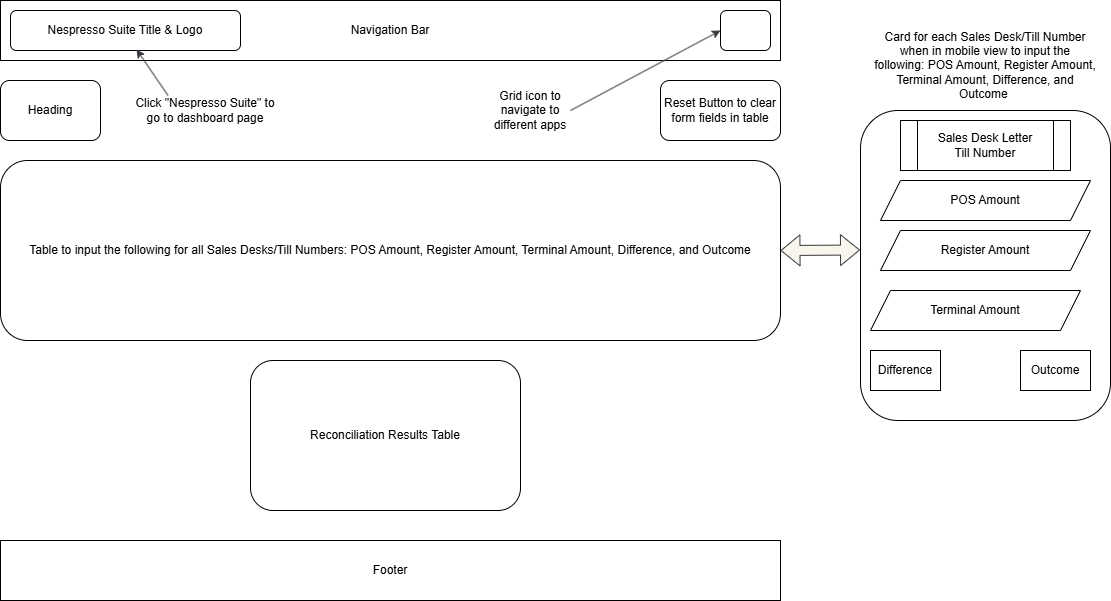 Nespresso Suite Title & Logo
Navigation Bar
Click "Nespresso Suite" to
go to dashboard page
Grid icon to
navigate to
different apps
Heading
Reset Button to clear
form fields in table
Table to input the following for all Sales Desks/Till Numbers: POS Amount, Register Amount, Terminal Amount, Difference, and Outcome
Card for each Sales Desk/Till Number
when in mobile view to input the
following: POS Amount, Register Amount,
Terminal Amount, Difference, and
Outcome
Sales Desk Letter
Till Number
POS Amount
Register Amount
Terminal Amount
Difference
Outcome
Reconciliation Results Table
Footer